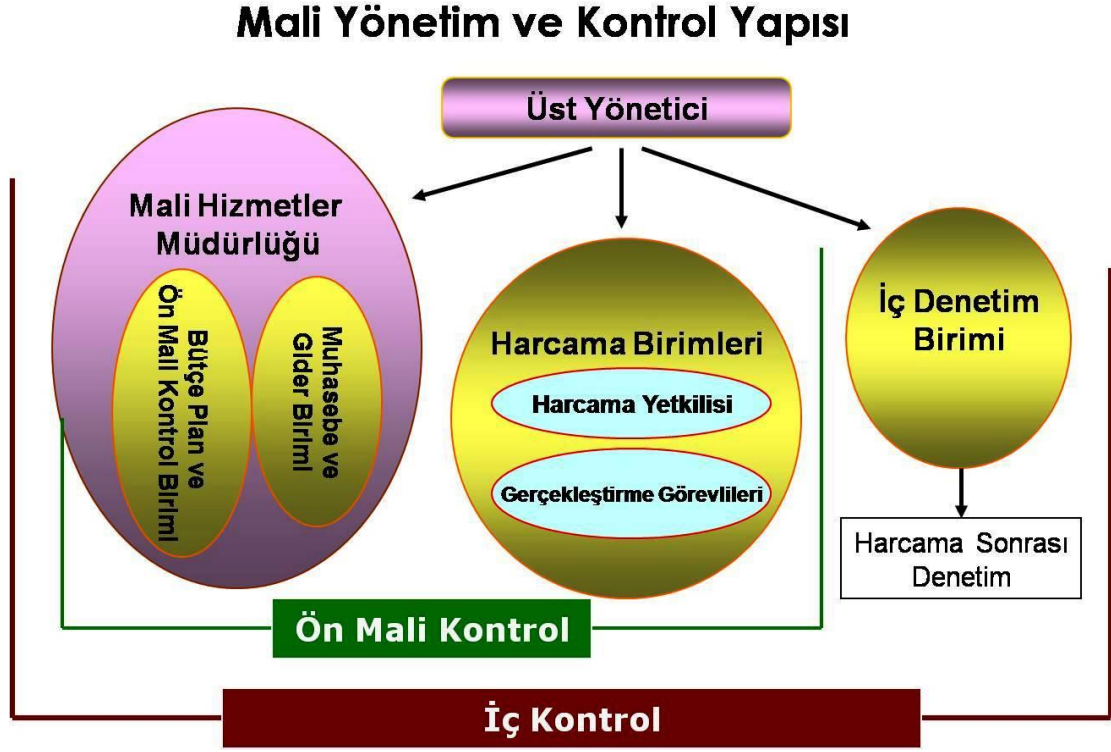 Mali Yönetim ve Kontrol Yapısı
Üst Yönetici
Mali Hizmetler
Müdürlüğü
Bütçe Plan ve
Ön Mali Kontrol Birimi
Muhasebe ve
Gider Birimi
Harcama Birimleri
Harcama Yetkilisi
Gerçekleştirme Görevlileri
İç Denetim
Birimi
Harcama Sonrası
Denetim
Ön Mali Kontrol
İç Kontrol